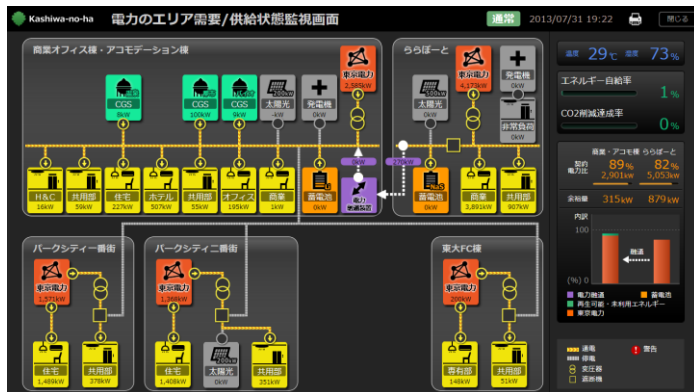 Kashiwa-no-ha
電力のエリア需要/供給状態監視画面
通常
2013/07/31 19:22
閉じる
商業オフィス棟・アコモデーション棟
東京電力
2,585kW
CGS
6kW
CGS
100kW
CGS
9kW
200kW
太陽光
-kW
発電機
0kW
0kW
H&C
16kW
共用部
59kW
住宅
227kW
ホテル
507kW
共用部
55kW
オフィス
195kW
商業
1kW
蓄電池
0kW
電力
融通装置
ららぽーと
500kW
太陽光
0kW
東京電力
4,173kW
発電機
0kW
非常負荷
0kW
NaS
蓄電池
0kW
商業
3,891kW
共用部
907kW
パークシティ一番街
東京電力
1,571kW
住宅
1,489kW
共用部
278kW
パークシティ二番街
東京電力
1,368kW
住宅
1,408kW
200kW
太陽光
0kW
共用部
351kW
東大FC棟
東京電力
専有部
148kW
共用部
51kW
温度 29℃ 湿度 73%
エネルギー自給率
1%
CO2削減達成率
0%
商業・アコモ棟 ららぽーと
契約
電力比
89% 82%
2,901kW 5,053kW
余裕量 315kW 879kW
内訳
100
融通
(%) 0
電力融通
蓄電池
再生可能・未利用エネルギー
東京電力
通電
警告
停電
変圧器
遮断機